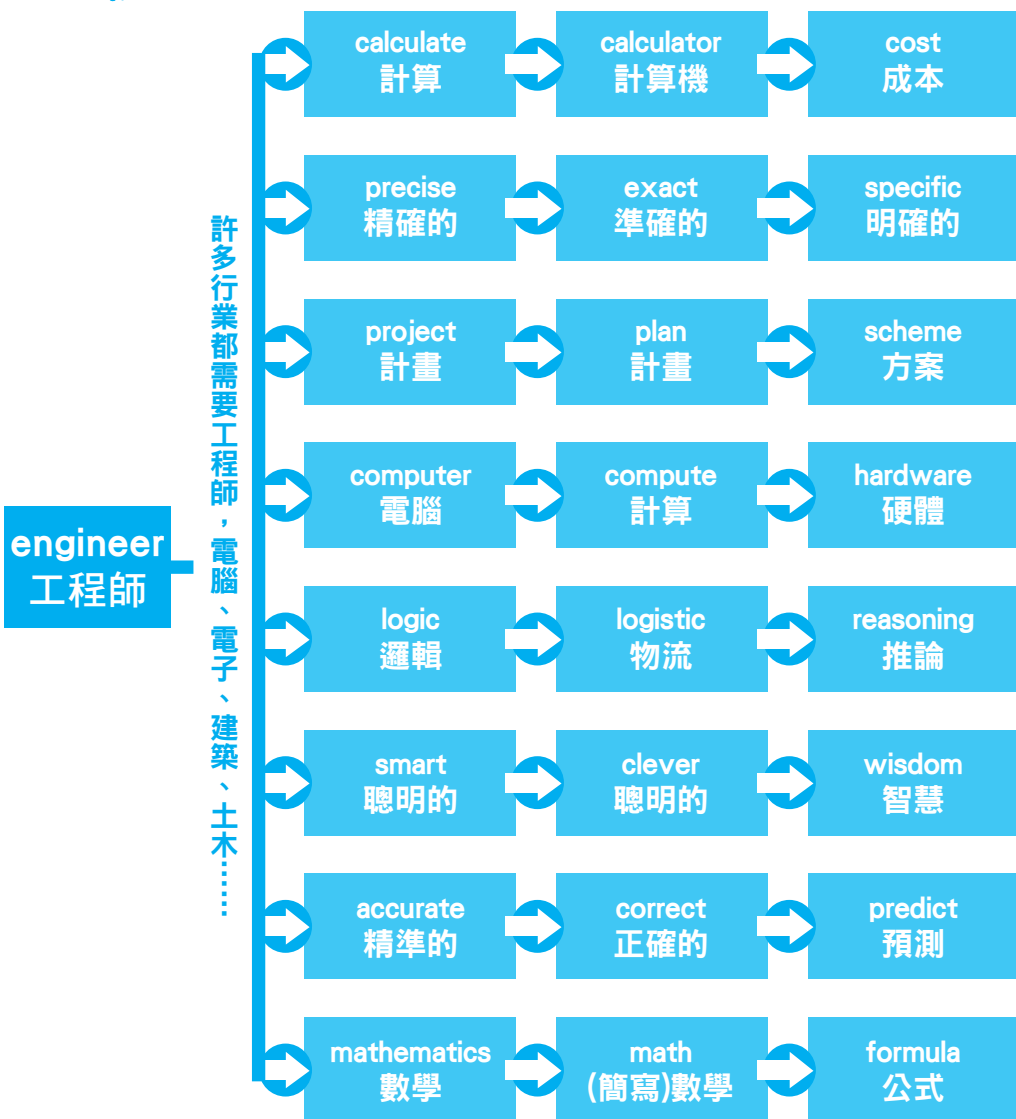 engineer
工程師
許多行業都需要工程師，電腦、電子、建築、土木……
calculate
計算
calculator
計算機
cost
成本
precise
精確的
exact
準確的
specific
明確的
project
計畫
plan
計畫
scheme
方案
computer
電腦
compute
計算
hardware
硬體
logic
邏輯
logistic
物流
reasoning
推論
smart
聰明的
clever
聰明的
wisdom
智慧
accurate
精準的
correct
正確的
predict
預測
mathematics
數學
math
(簡寫)數學
formula
公式